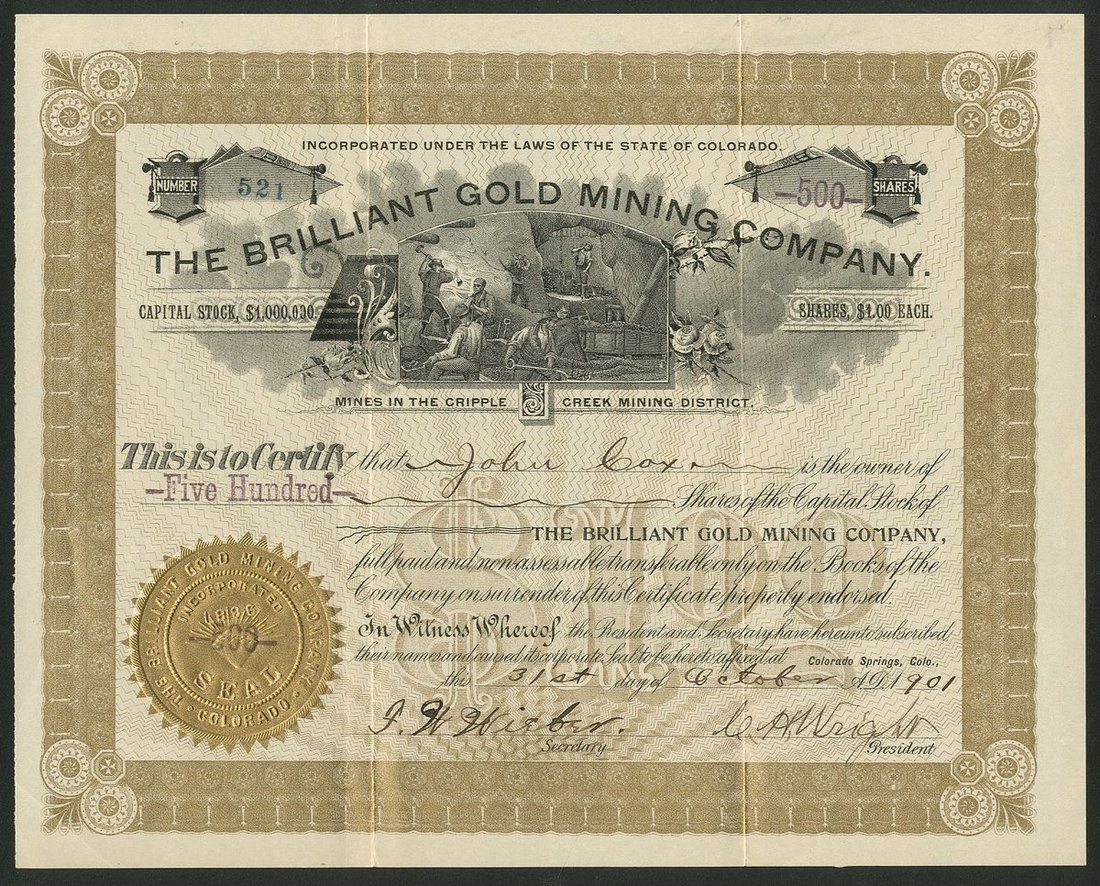 INCORPORATED UNDER THE LAWS OF THE STATE OF COLORADO.
NUMBER 521
—500— SHARES
THE BRILLIANT GOLD MINING COMPANY.
CAPITAL STOCK, $1,000,000.
SHARES, $1.00 EACH.
MINES IN THE CRIPPLE CREEK MINING DISTRICT.
This is to Certify that John Cox is the owner of
—Five Hundred— Shares of the Capital Stock of
THE BRILLIANT GOLD MINING COMPANY,
full paid and non-assessable transferable only on the Books of the
Company on surrender of this Certificate properly endorsed.
In Witness Whereof the President and Secretary have hereunto subscribed
their names and caused its corporate Seal to be hereto affixed at Colorado Springs, Colo.,
this 31st day of October A.D. 1901
Secretary
C A Wright
President
THE BRILLIANT GOLD MINING COMPANY.
INCORPORATED
—500—
SEAL
COLORADO
$1.00